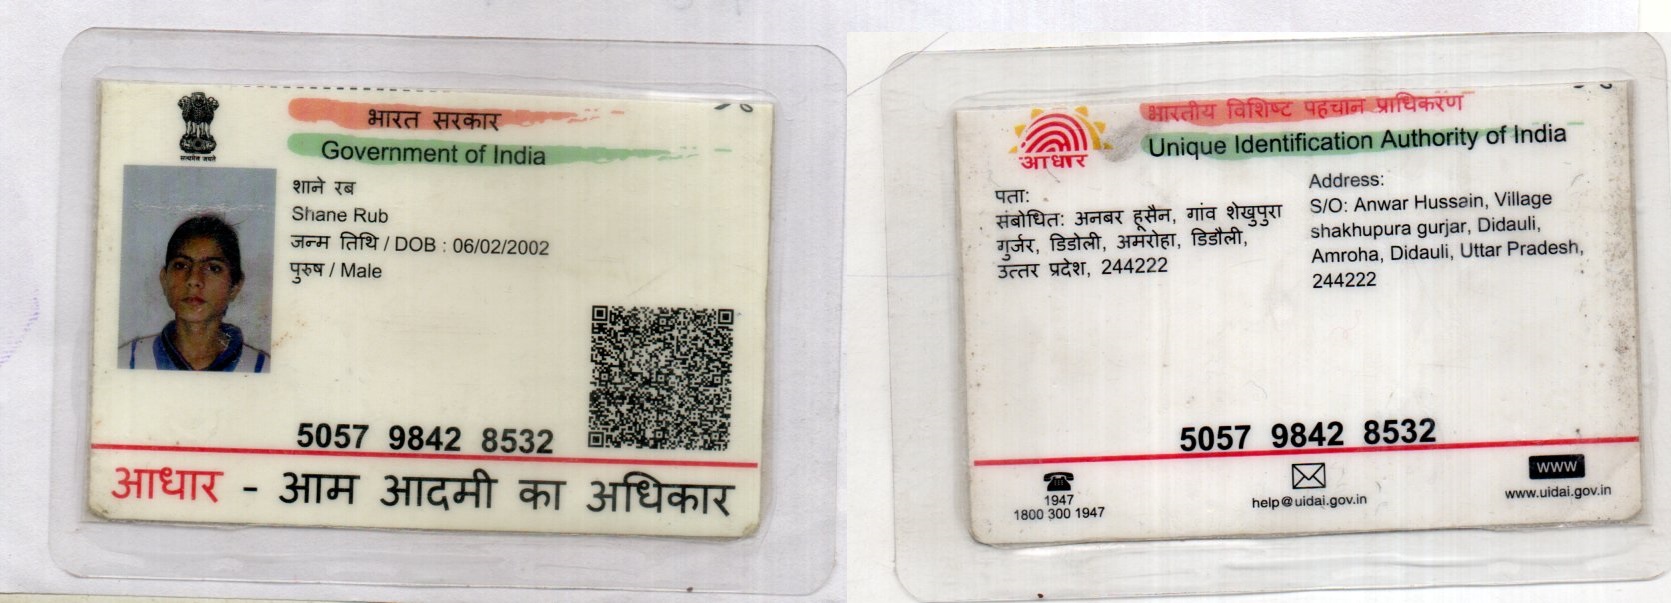 भारत सरकार
Government of India
सत्यमेव जयते
शाने रब
Shane Rub
जन्म तिथि / DOB : 06/02/2002
पुरुष / Male
5057 9842 8532
आधार - आम आदमी का अधिकार
भारतीय विशिष्ट पहचान प्राधिकरण
Unique Identification Authority of India
आधार
पता:
संबोधित: अनबर हूसैन, गांव शेखुपुरा
गुर्जर, डिडोली, अमरोहा, डिडौली,
उत्तर प्रदेश, 244222
Address:
S/O: Anwar Hussain, Village
shakhupura gurjar, Didauli,
Amroha, Didauli, Uttar Pradesh,
244222
5057 9842 8532
1947
1800 300 1947
help@uidai.gov.in
www
www.uidai.gov.in